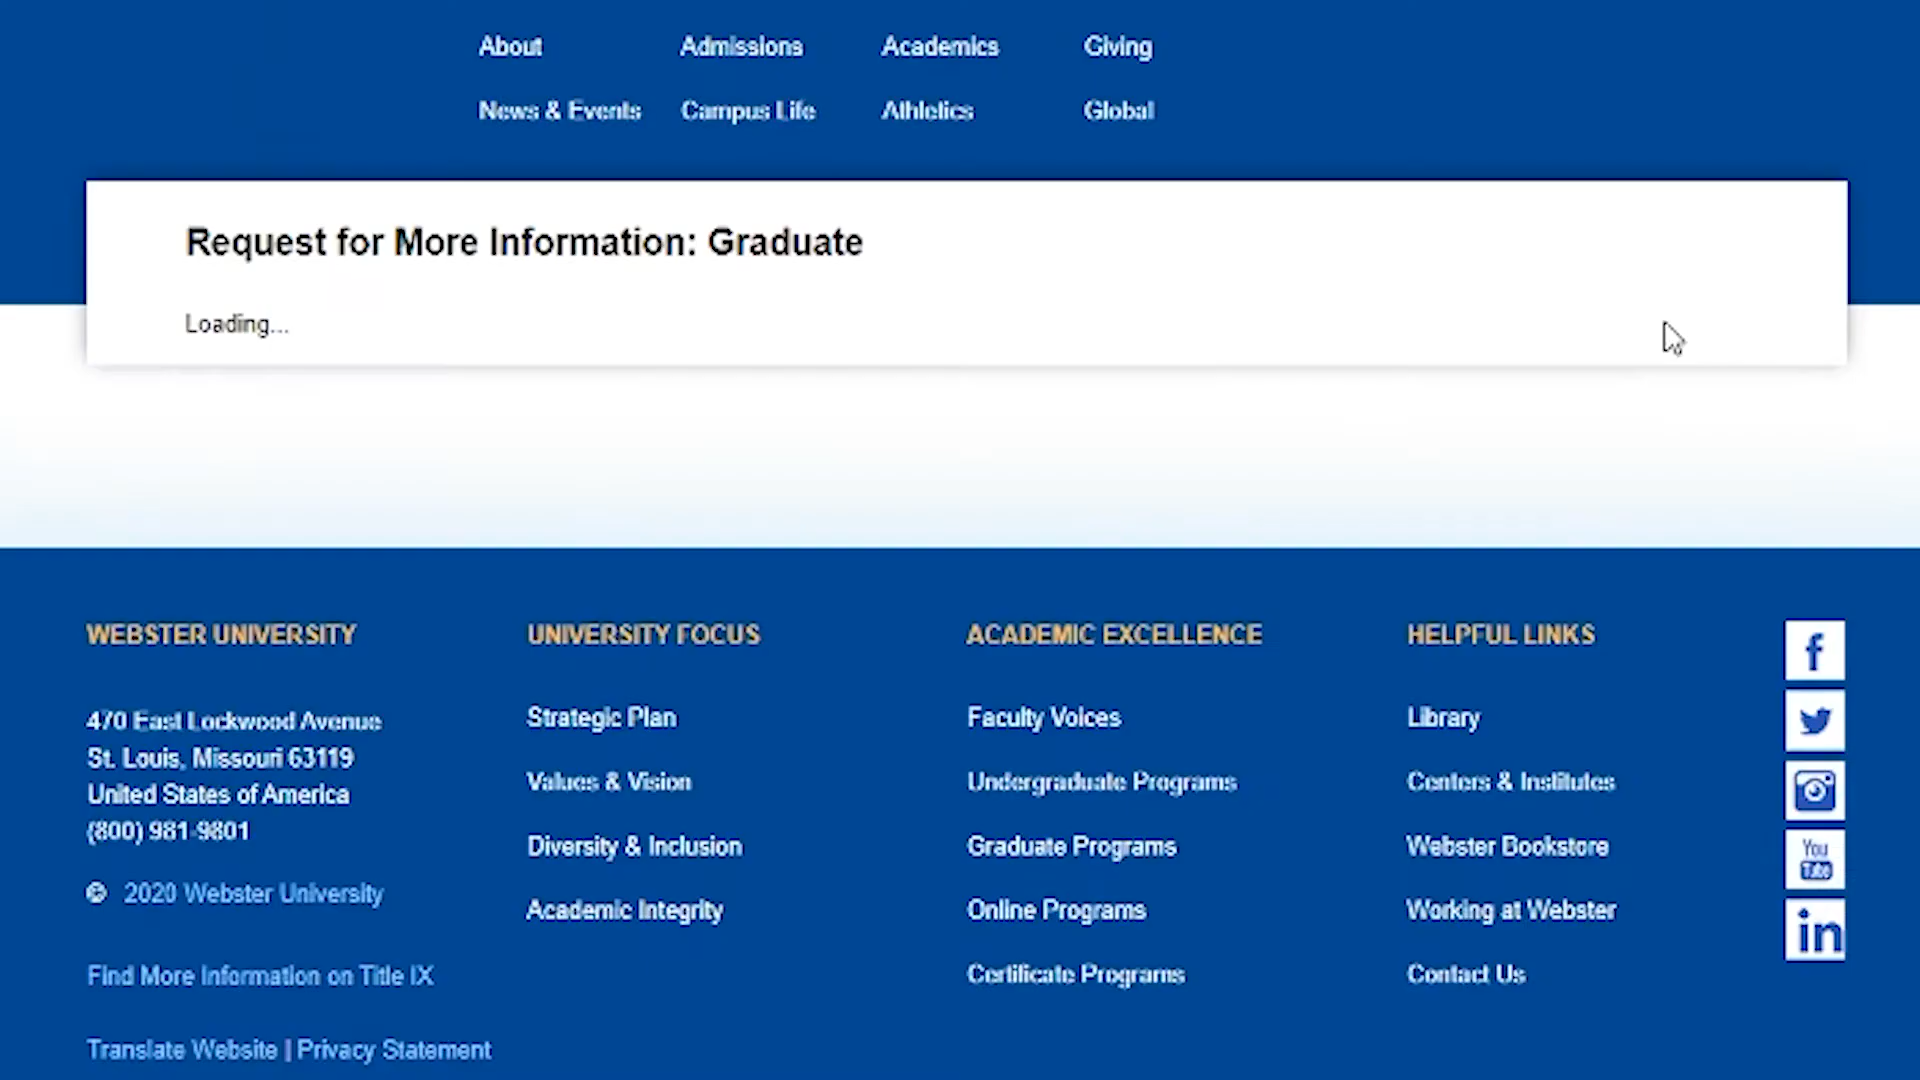 About Admissions Academics Giving
News & Events Campus Life Athletics Global
Request for More Information: Graduate
Loading...
WEBSTER UNIVERSITY
470 East Lockwood Avenue
St. Louis, Missouri 63119
United States of America
(800) 981-9801
© 2020 Webster University
Find More Information on Title IX
Translate Website | Privacy Statement
UNIVERSITY FOCUS
Strategic Plan
Values & Vision
Diversity & Inclusion
Academic Integrity
ACADEMIC EXCELLENCE
Faculty Voices
Undergraduate Programs
Graduate Programs
Online Programs
Certificate Programs
HELPFUL LINKS
Library
Centers & Institutes
Webster Bookstore
Working at Webster
Contact Us
f
You
Tube
in